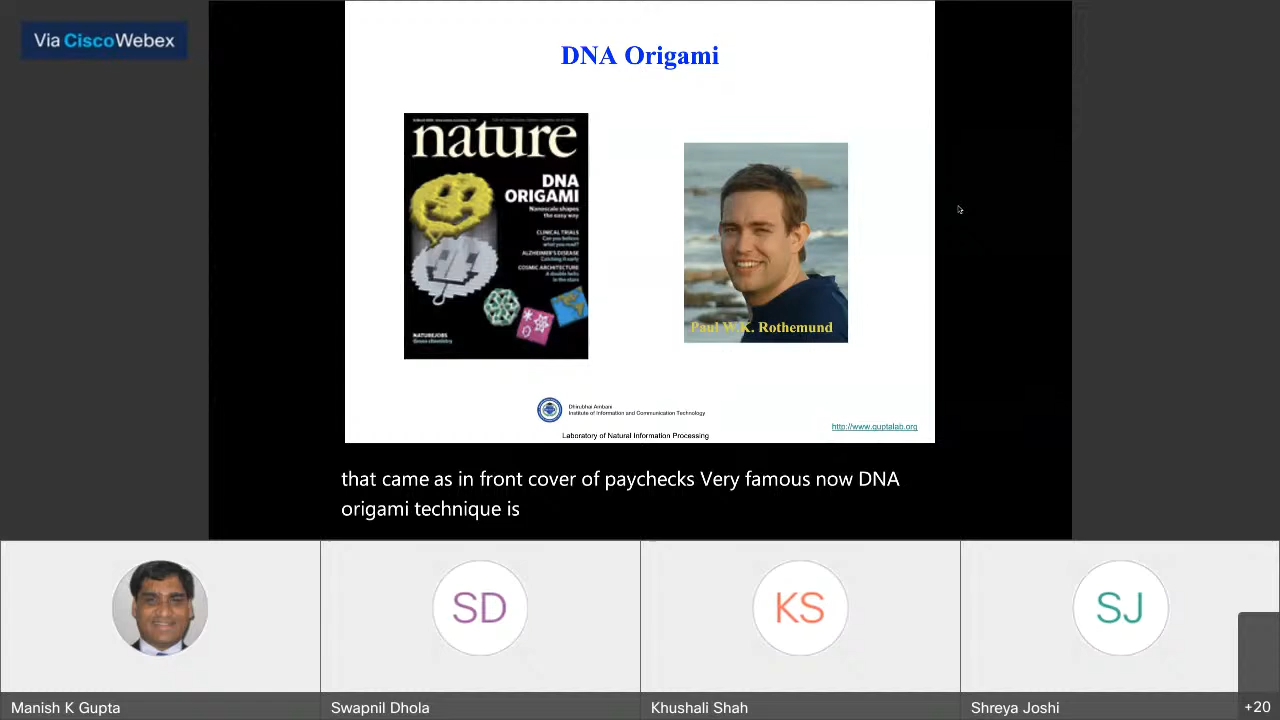 Via Cisco Webex
DNA Origami
nature
DNA
ORIGAMI
Nanoscale shapes
the easy way
CLINICAL TRIALS
Can you believe
what you read?
ALZHEIMER'S DISEASE
Catching it early
COSMIC ARCHITECTURE
A double helix
in the stars
NATUREJOBS
Paul W.K. Rothemund
Dhirubhai Ambani
Institute of Information and Communication Technology
http://www.guptalab.org
Laboratory of Natural Information Processing
that came as in front cover of paychecks Very famous now DNA
origami technique is
SD
KS
SJ
Manish K Gupta
Swapnil Dhola
Khushali Shah
Shreya Joshi
+20